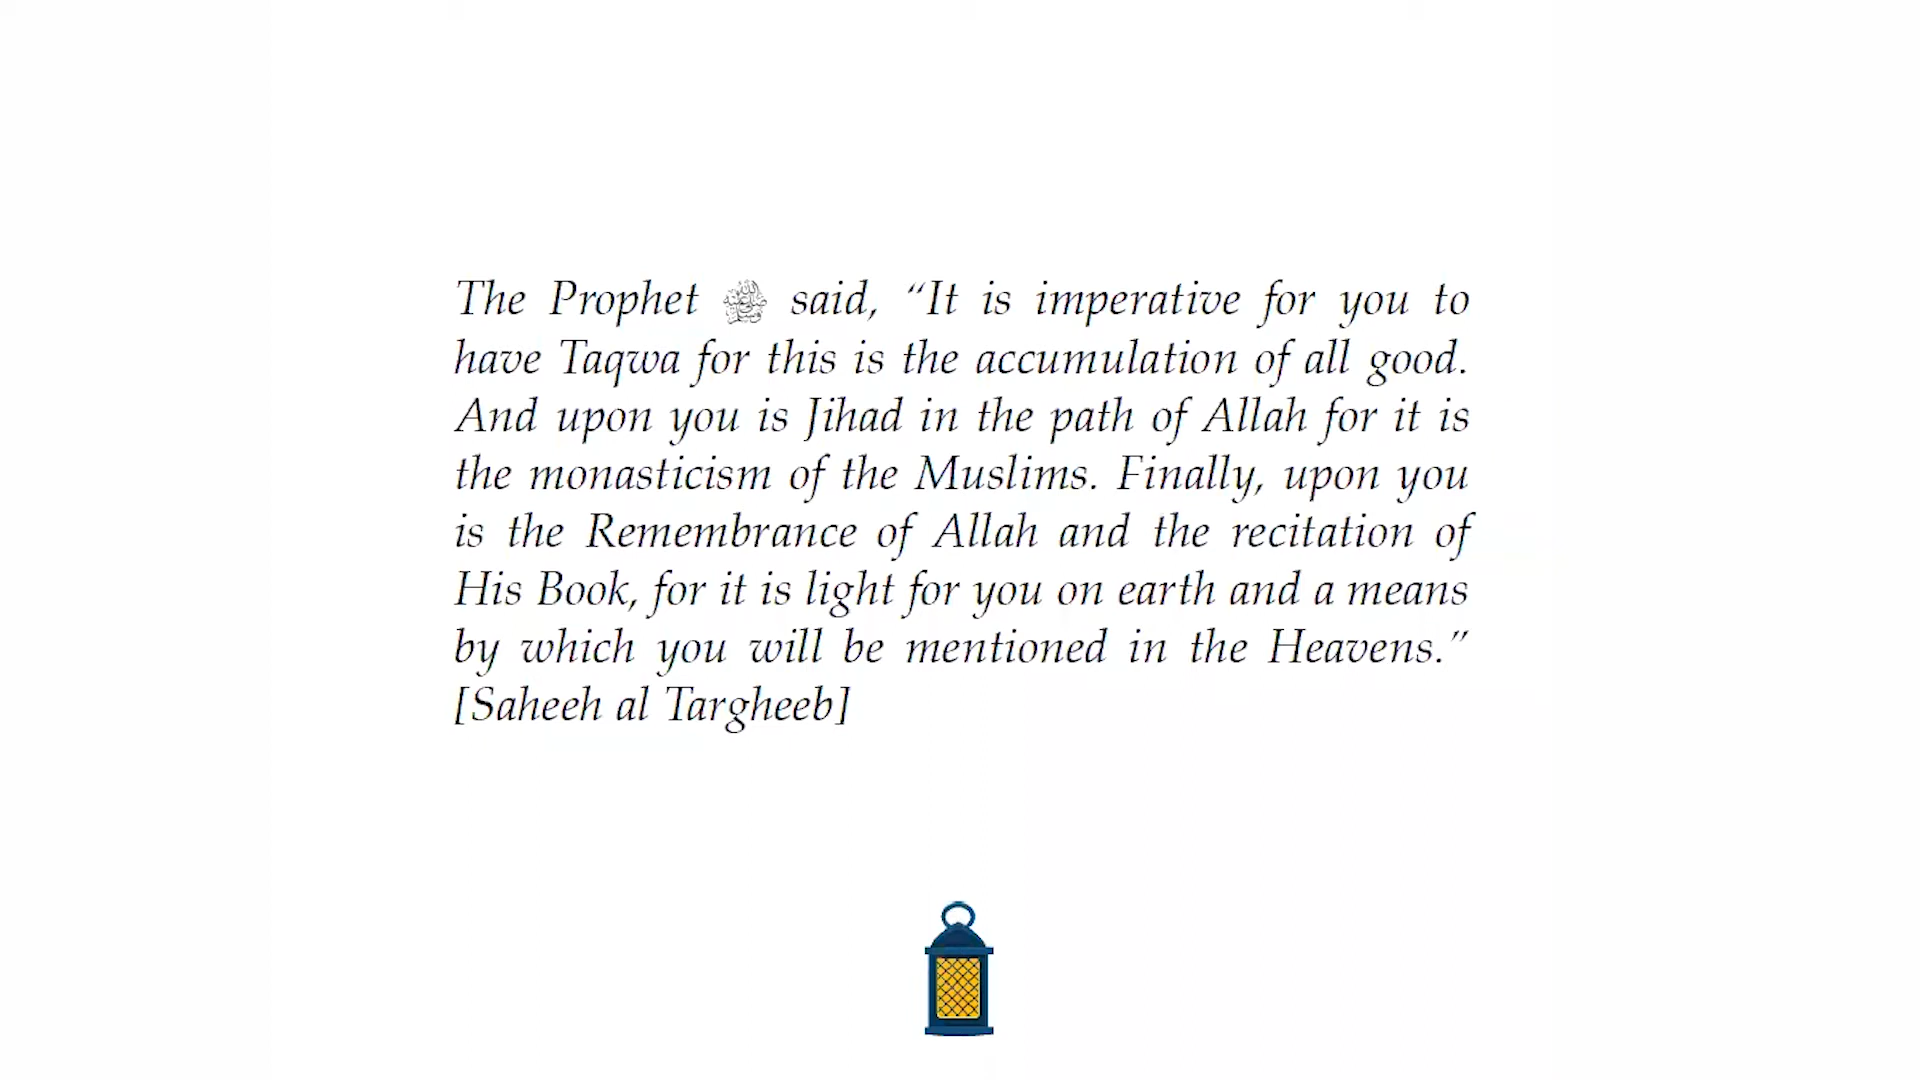 The Prophet ﷺ said, “It is imperative for you to
have Taqwa for this is the accumulation of all good.
And upon you is Jihad in the path of Allah for it is
the monasticism of the Muslims. Finally, upon you
is the Remembrance of Allah and the recitation of
His Book, for it is light for you on earth and a means
by which you will be mentioned in the Heavens.”
[Saheeh al Targheeb]